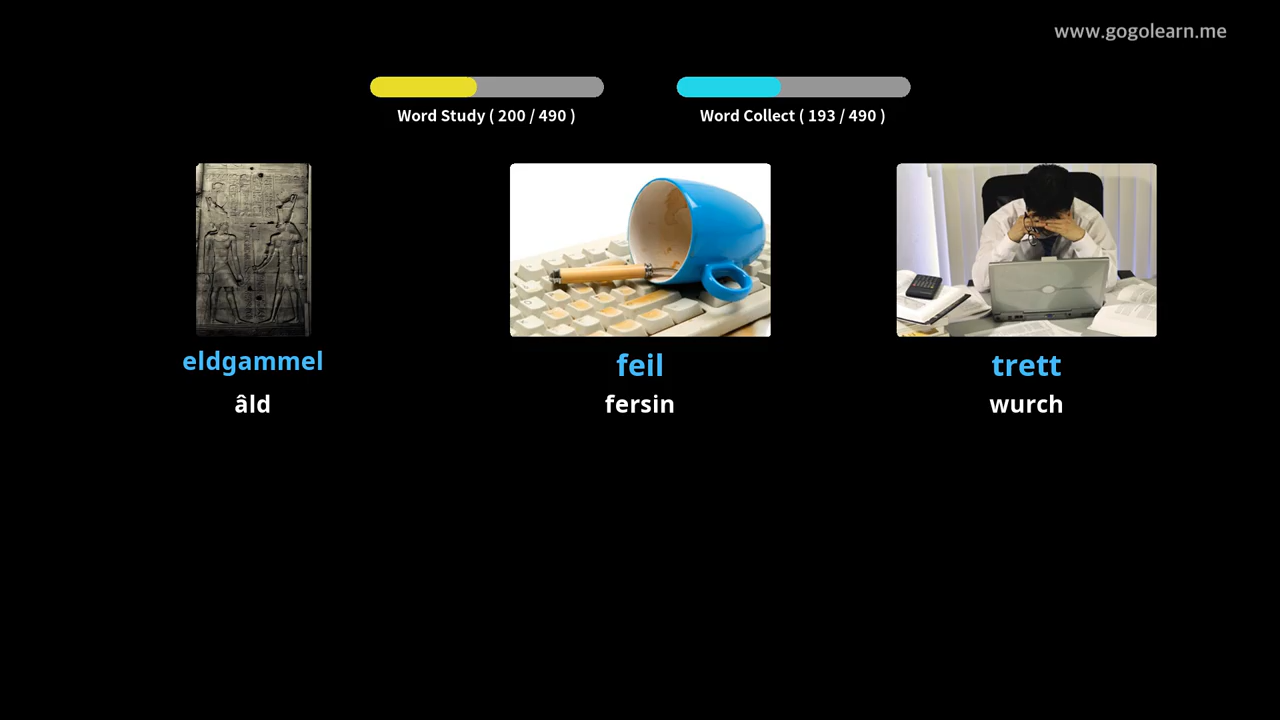 www.gogolearn.me
Word Study ( 200 / 490 )
Word Collect ( 193 / 490 )
eldgammel
feil
trett
âld
fersin
wurch